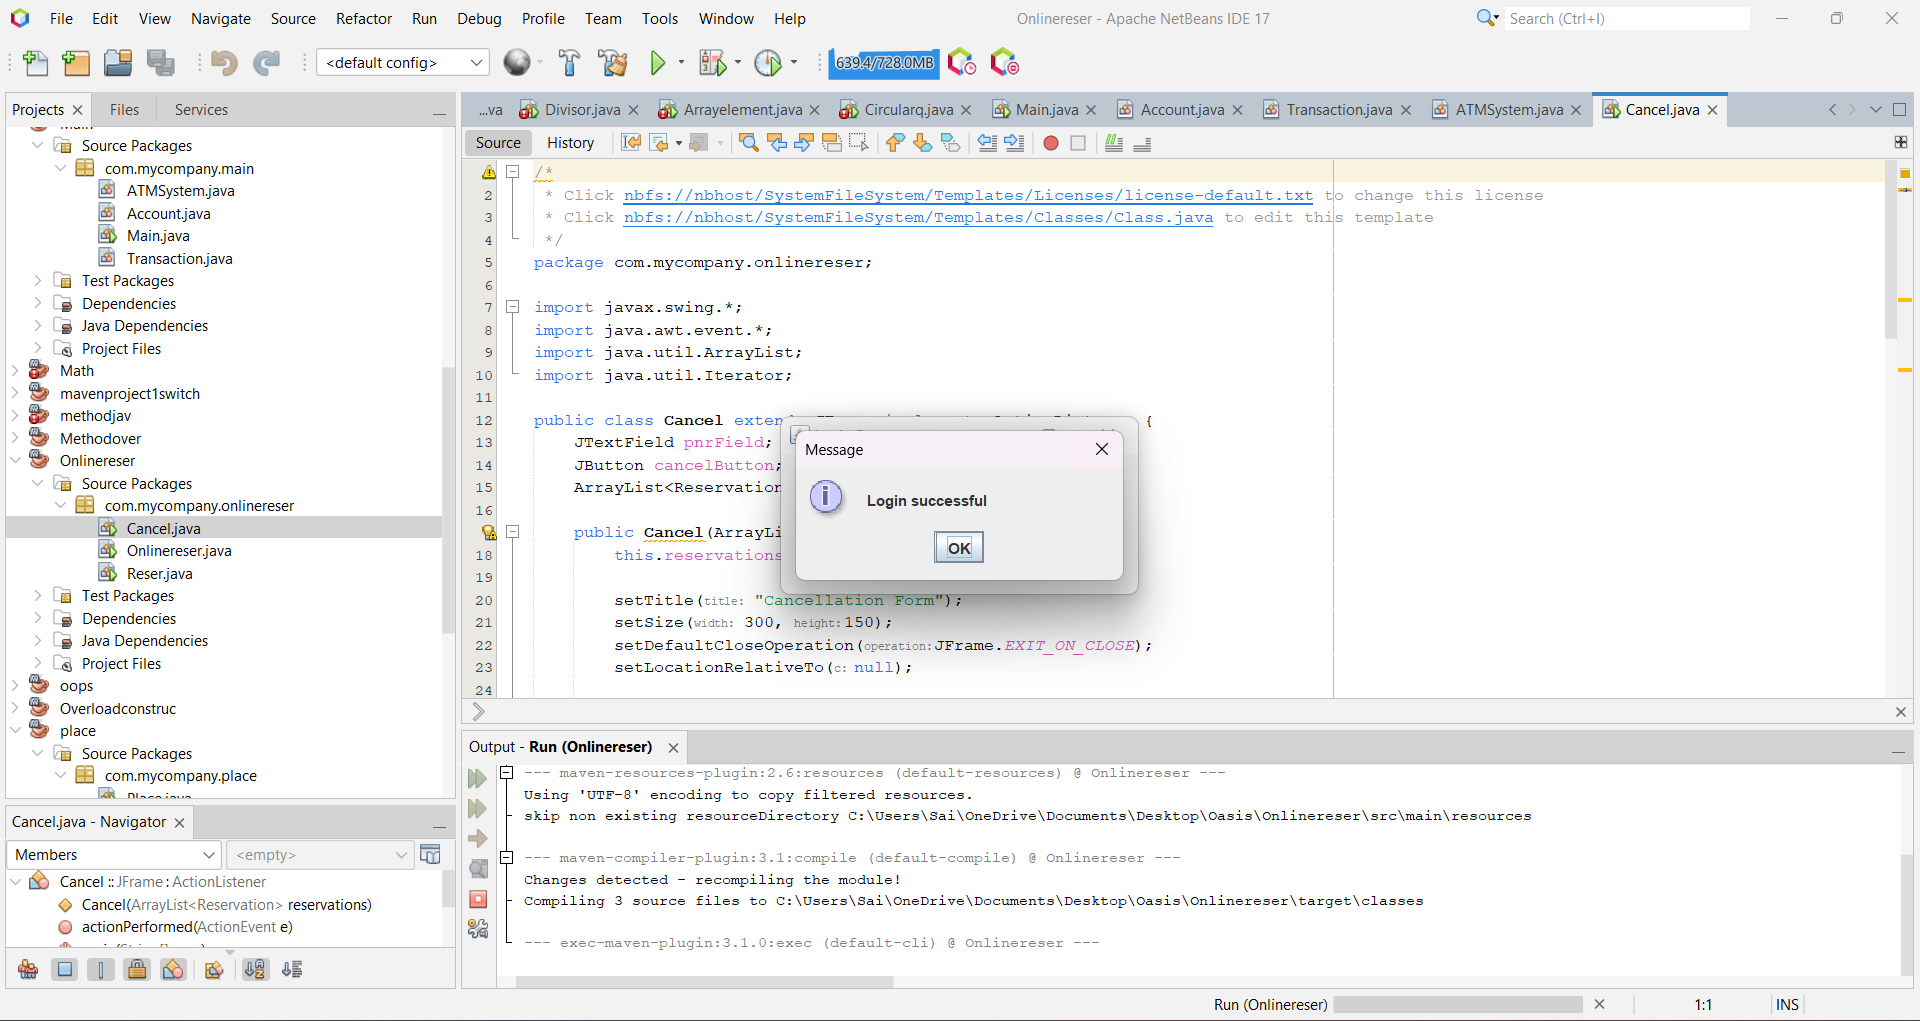 File Edit View Navigate Source Refactor Run Debug Profile Team Tools Window Help
Onlinereser - Apache NetBeans IDE 17
Search (Ctrl+I)
<default config>
639.4/728.0MB
Projects Files Services
...va Divisor.java Arrayelement.java Circularq.java Main.java Account.java Transaction.java ATMSystem.java Cancel.java
Source History
Source Packages
com.mycompany.main
ATMSystem.java
Account.java
Main.java
Transaction.java
Test Packages
Dependencies
Java Dependencies
Project Files
Math
mavenproject1switch
methodjav
Methodover
Onlinereser
Source Packages
com.mycompany.onlinereser
Cancel.java
Onlinereser.java
Reser.java
Test Packages
Dependencies
Java Dependencies
Project Files
oops
Overloadconstruc
place
Source Packages
com.mycompany.place
Place.java
/*
2 * Click nbfs://nbhost/SystemFileSystem/Templates/Licenses/license-default.txt to change this license
3 * Click nbfs://nbhost/SystemFileSystem/Templates/Classes/Class.java to edit this template
4 */
5 package com.mycompany.onlinereser;
6
7 import javax.swing.*;
8 import java.awt.event.*;
9 import java.util.ArrayList;
10 import java.util.Iterator;
11
12 public class Cancel exten {
13 JTextField pnrField;
14 JButton cancelButton;
15 ArrayList<Reservation
16
public Cancel(ArrayLi
18 this.reservations
19
20 setTitle(title: "Cancellation Form");
21 setSize(width: 300, height: 150);
22 setDefaultCloseOperation(operation: JFrame.EXIT_ON_CLOSE);
23 setLocationRelativeTo(c: null);
24
Message
Login successful
OK
Output - Run (Onlinereser)
--- maven-resources-plugin:2.6:resources (default-resources) @ Onlinereser ---
Using 'UTF-8' encoding to copy filtered resources.
skip non existing resourceDirectory C:\Users\Sai\OneDrive\Documents\Desktop\Oasis\Onlinereser\src\main\resources
--- maven-compiler-plugin:3.1:compile (default-compile) @ Onlinereser ---
Changes detected - recompiling the module!
Compiling 3 source files to C:\Users\Sai\OneDrive\Documents\Desktop\Oasis\Onlinereser\target\classes
--- exec-maven-plugin:3.1.0:exec (default-cli) @ Onlinereser ---
Cancel.java - Navigator
Members <empty>
Cancel :: JFrame : ActionListener
Cancel(ArrayList<Reservation> reservations)
actionPerformed(ActionEvent e)
Run (Onlinereser) 1:1 INS